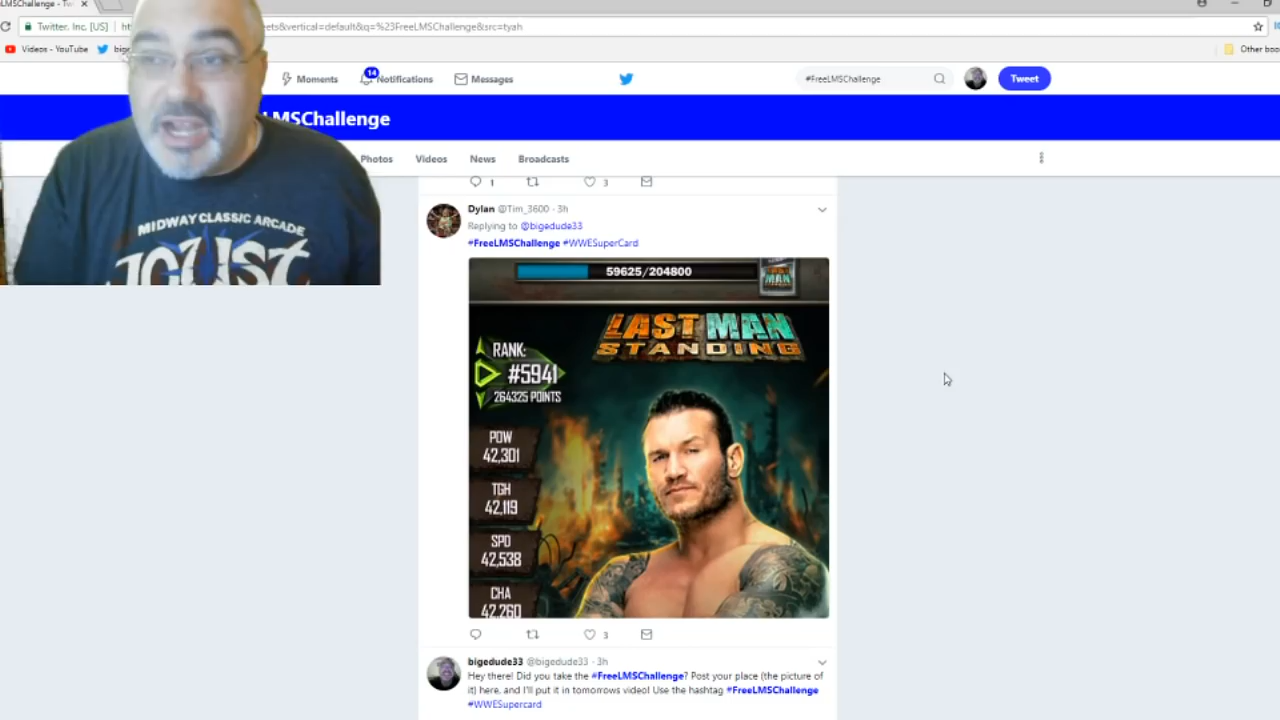 Twitter, Inc. [US]
ets&vertical=default&q=%23FreeLMSChallenge&src=tyah
Videos - YouTube
Other boo
Moments
14
Notifications
Messages
#FreeLMSChallenge
Tweet
LMSChallenge
Photos
Videos
News
Broadcasts
1
3
Dylan @Tim_3600 · 3h
Replying to @bigedude33
#FreeLMSChallenge #WWESuperCard
59625/204800
LAST MAN
STANDING
LAST
MAN
STANDING
RANK:
#5941
264325 POINTS
POW
42,301
TGH
42,119
SPD
42,538
CHA
42,260
MIDWAY CLASSIC ARCADE
JOUST
3
bigedude33 @bigedude33 · 3h
Hey there! Did you take the #FreeLMSChallenge? Post your place (the picture of
it) here, and I'll put it in tomorrows video! Use the hashtag #FreeLMSChallenge
#WWESupercard